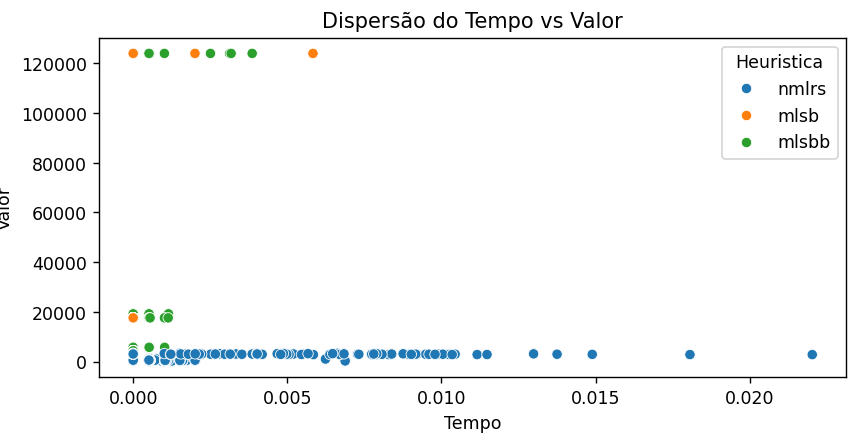 Dispersão do Tempo vs Valor
120000
100000
80000
60000
40000
20000
0
Valor
Heuristica
nmlrs
mlsb
mlsbb
0.000
0.005
0.010
0.015
0.020
Tempo